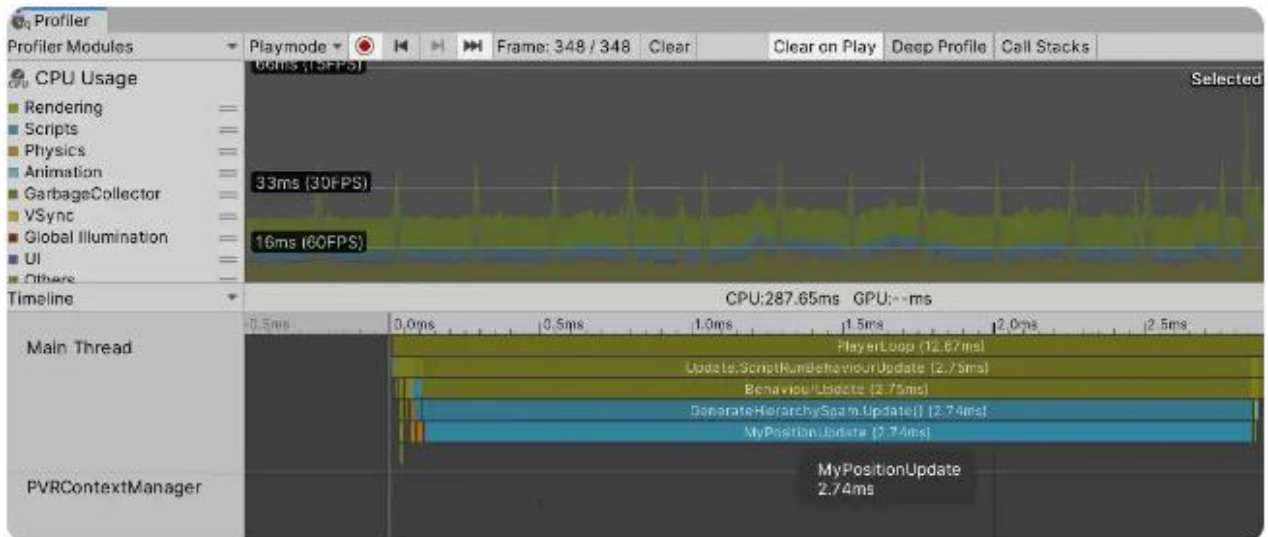 Profiler
Profiler Modules Playmode Frame: 348 / 348 Clear Clear on Play Deep Profile Call Stacks
CPU Usage
66ms (15FPS)
Selected
Rendering
Scripts
Physics
Animation
33ms (30FPS)
GarbageCollector
VSync
Global Illumination
16ms (60FPS)
UI
Others
Timeline CPU:287.65ms GPU:--ms
-0.5ms 0.0ms 0.5ms 1.0ms 1.5ms 2.0ms 2.5ms
Main Thread
PlayerLoop (12.67ms)
Update.ScriptRunBehaviourUpdate (2.75ms)
BehaviourUpdate (2.75ms)
GenerateHierarchySpam.Update() (2.74ms)
MyPositionUpdate (2.74ms)
MyPositionUpdate
2.74ms
PVRContextManager